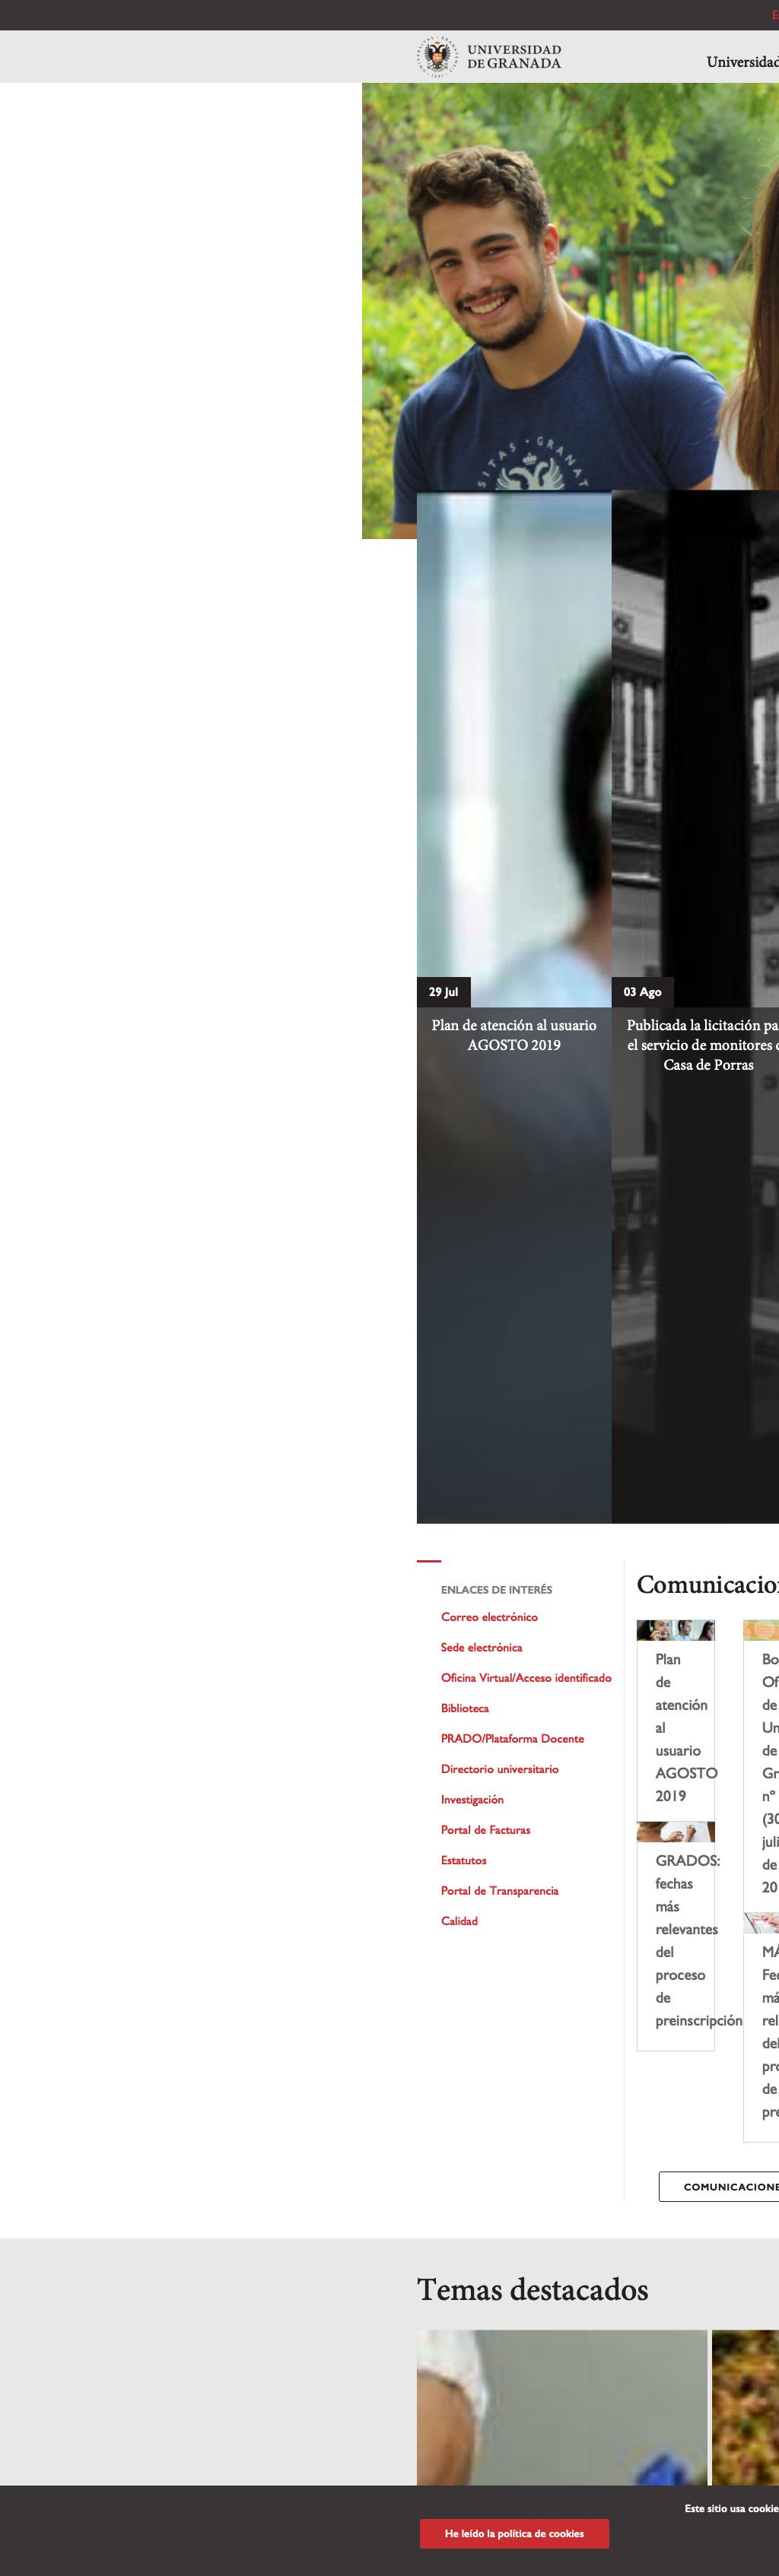 UNIVERSIDAD
DE GRANADA
Universidad
SITAS · GRANAT
29 Jul
03 Ago
Plan de atención al usuario
AGOSTO 2019
Publicada la licitación
el servicio de monitores
Casa de Porras
ENLACES DE INTERÉS
Correo electrónico
Sede electrónica
Oficina Virtual/Acceso identificado
Biblioteca
PRADO/Plataforma Docente
Directorio universitario
Investigación
Portal de Facturas
Estatutos
Portal de Transparencia
Calidad
Comunicacion
Plan
de
atención
al
usuario
AGOSTO
2019
GRADOS:
fechas
más
relevantes
del
proceso
de
preinscripción
Bo
Of
de
Un
de
Gr
nº
(30
juli
de
20
MÁ
Fec
má
rel
del
pro
de
pre
COMUNICACIONE
Temas destacados
Este sitio usa cookie
He leído la política de cookies